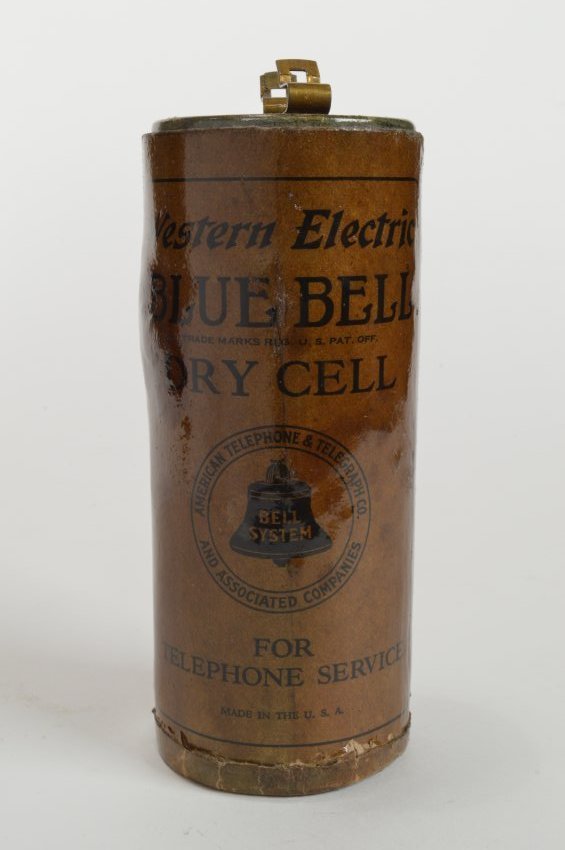 Western Electric
BLUE BELL
TRADE MARKS REG. U. S. PAT. OFF.
DRY CELL
AMERICAN TELEPHONE & TELEGRAPH CO.
BELL
SYSTEM
AND ASSOCIATED COMPANIES
FOR
TELEPHONE SERVICE
MADE IN THE U. S. A.